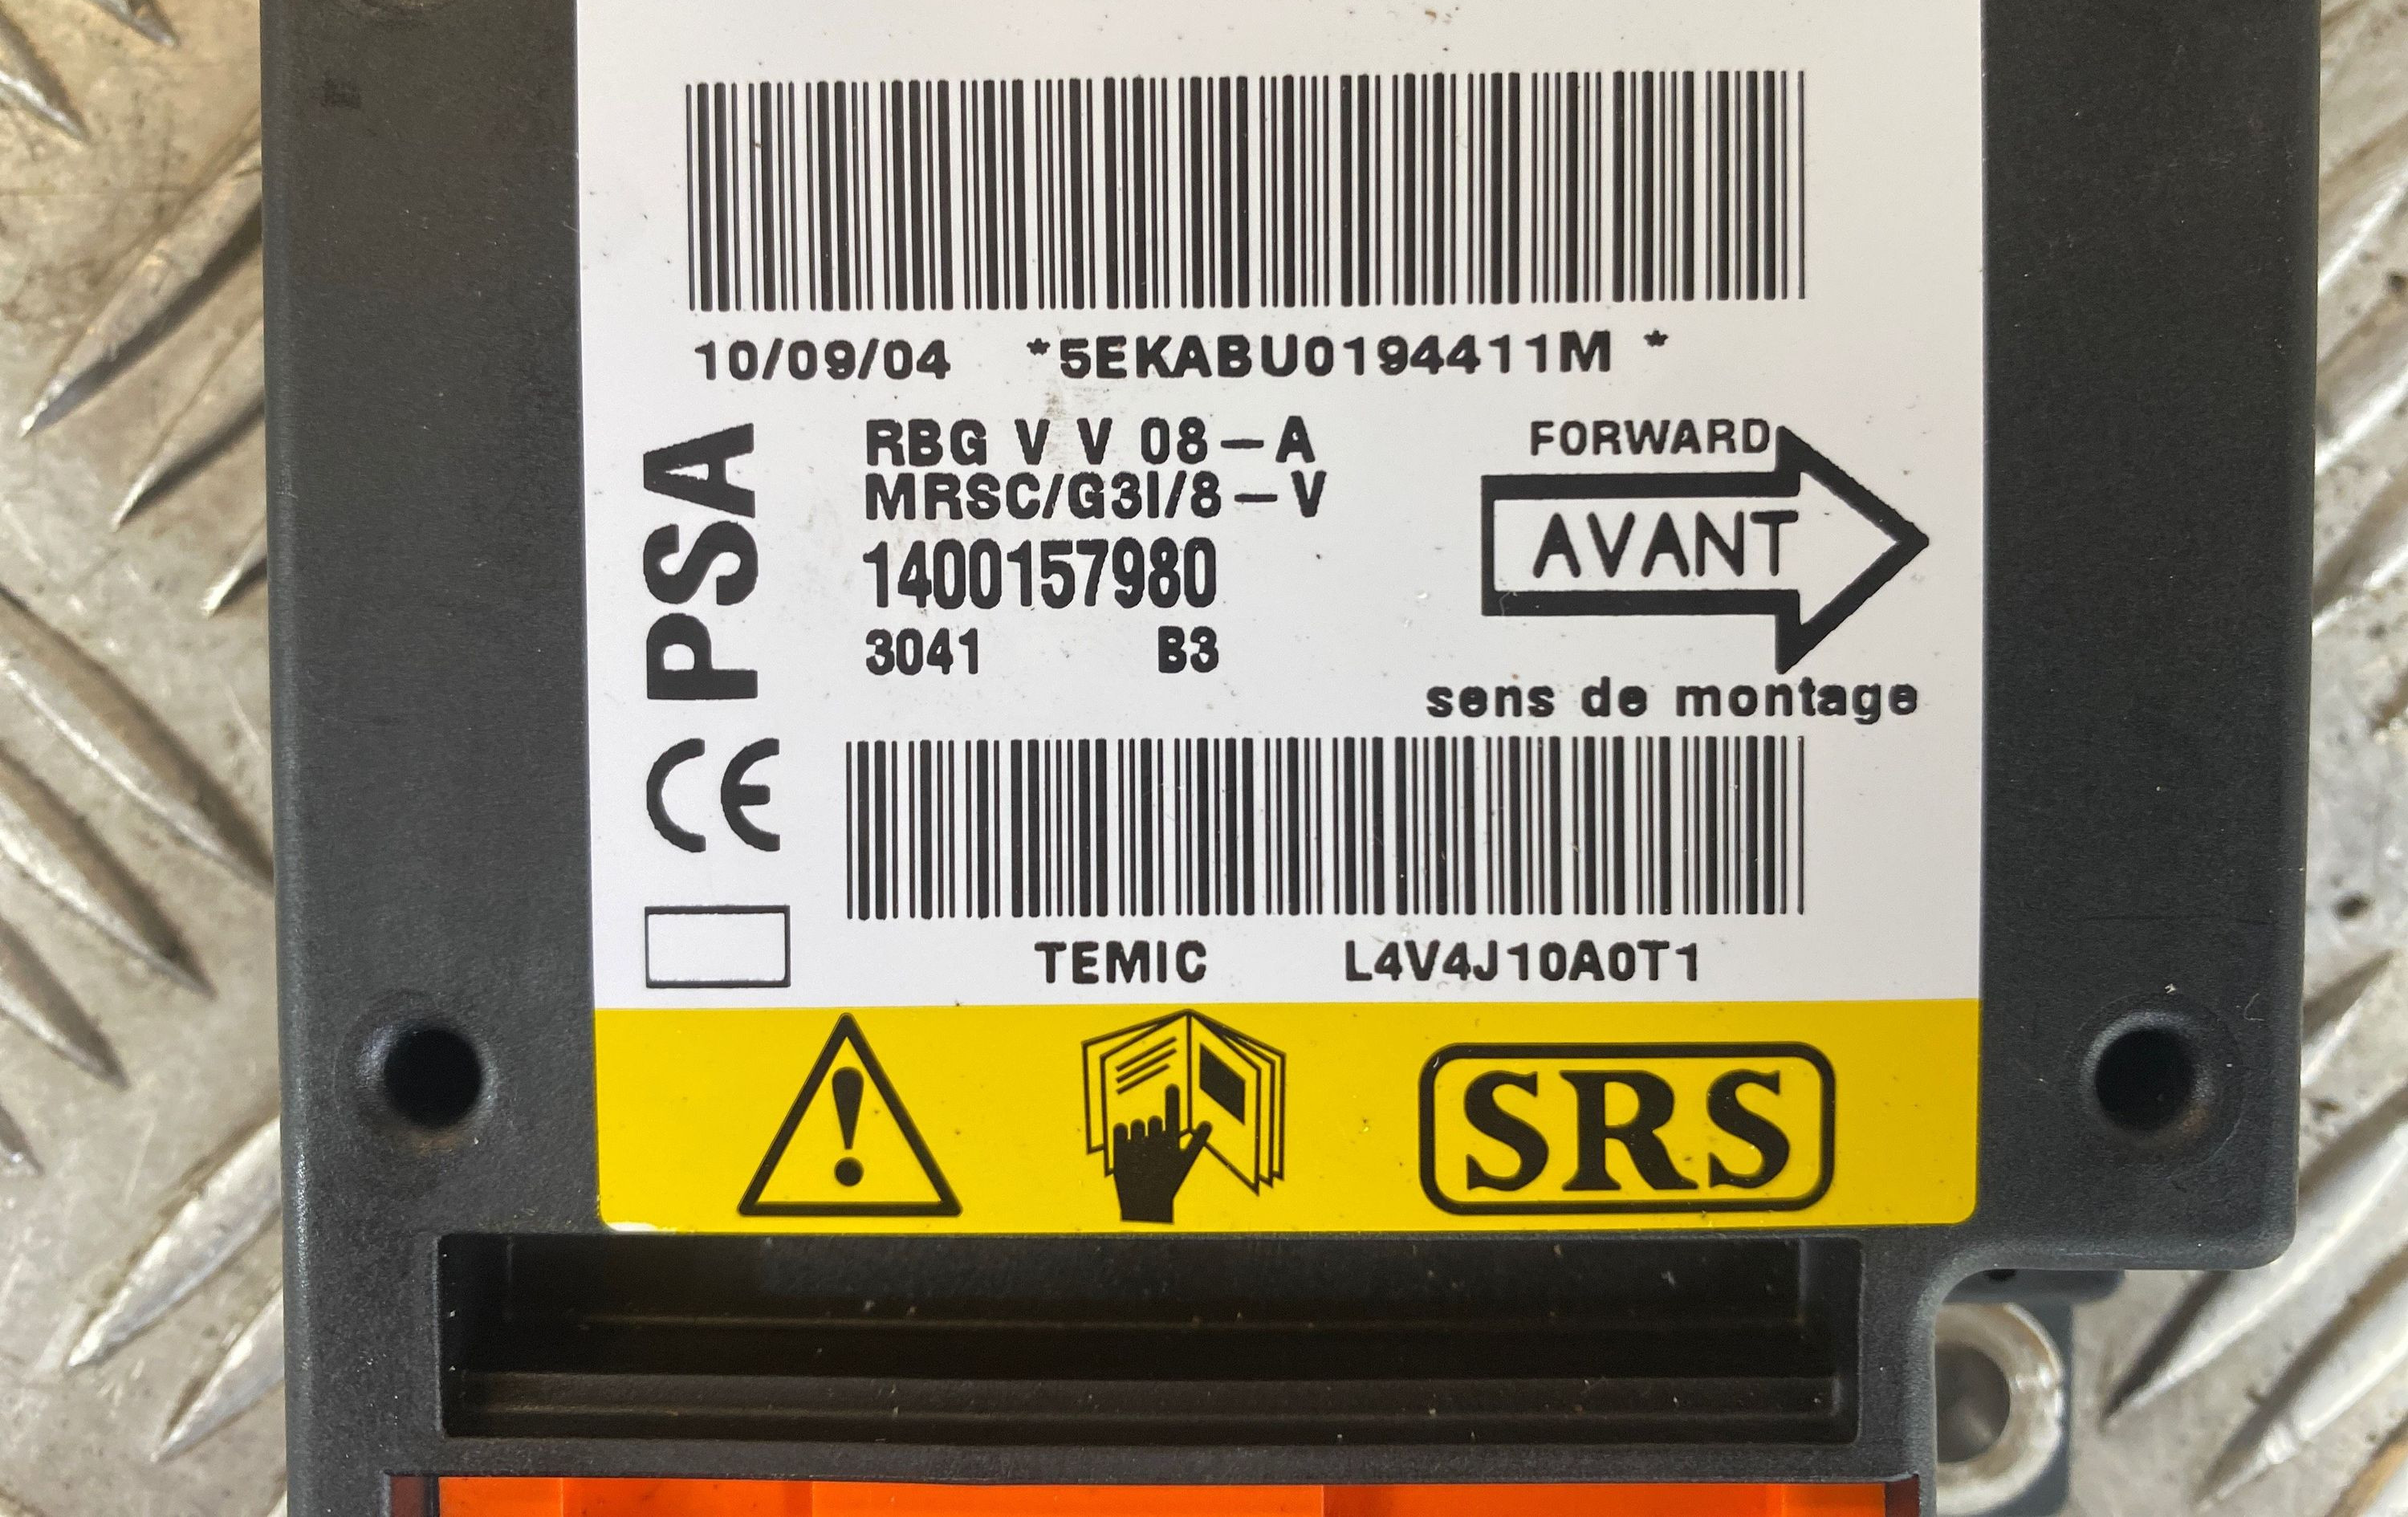 10/09/04 *5EKABU0194411M *
PSA
RBG V V 08-A
MRSC/G3I/8-V
1400157980
3041 B3
FORWARD
AVANT
sens de montage
CE
TEMIC L4V4J10A0T1
SRS